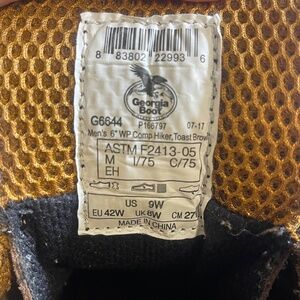 8 83802 22993 6
Georgia
Boot
G6644 P166797 07-17
Men's 6" WP Comp Hiker, Toast Brow
ASTM F2413-05
M I/75 C/75
EH
US 9W
EU 42W UK 8W CM 27
MADE IN CHINA